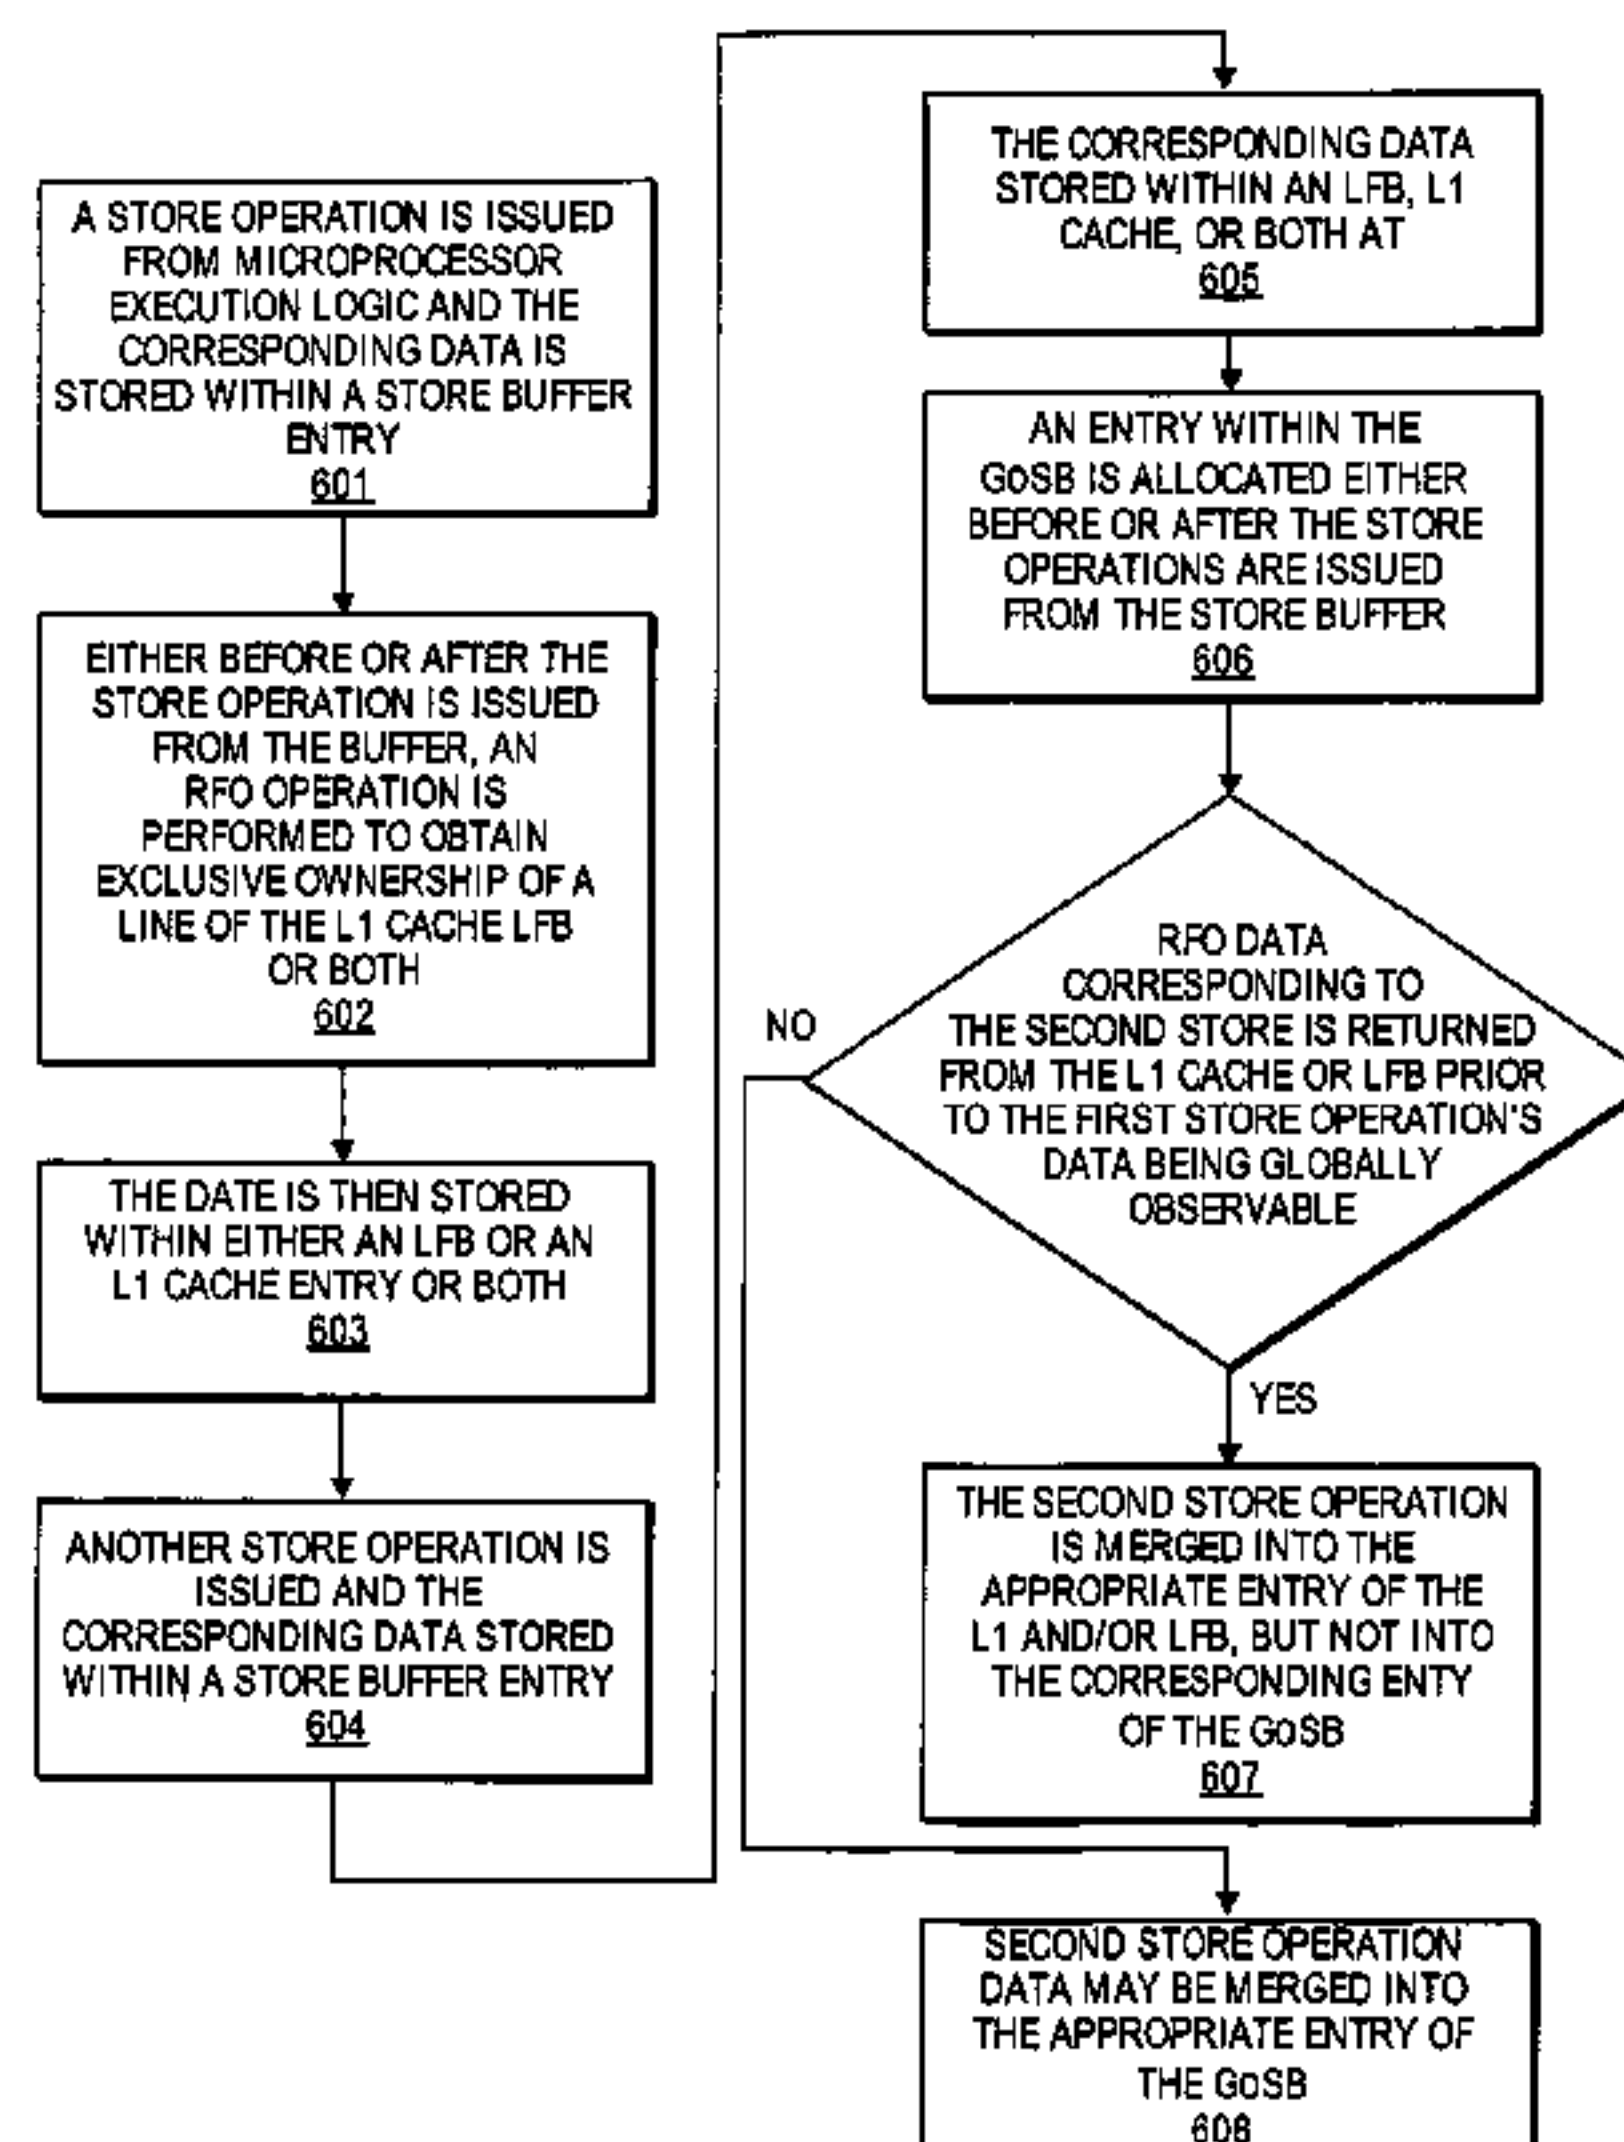 A STORE OPERATION IS ISSUED
FROM MICROPROCESSOR
EXECUTION LOGIC AND THE
CORRESPONDING DATA IS
STORED WITHIN A STORE BUFFER
ENTRY
601
EITHER BEFORE OR AFTER THE
STORE OPERATION IS ISSUED
FROM THE BUFFER, AN
RFO OPERATION IS
PERFORMED TO OBTAIN
EXCLUSIVE OWNERSHIP OF A
LINE OF THE L1 CACHE LFB
OR BOTH
602
THE DATE IS THEN STORED
WITHIN EITHER AN LFB OR AN
L1 CACHE ENTRY OR BOTH
603
ANOTHER STORE OPERATION IS
ISSUED AND THE
CORRESPONDING DATA STORED
WITHIN A STORE BUFFER ENTRY
604
THE CORRESPONDING DATA
STORED WITHIN AN LFB, L1
CACHE, OR BOTH AT
605
AN ENTRY WITHIN THE
GoSB IS ALLOCATED EITHER
BEFORE OR AFTER THE STORE
OPERATIONS ARE ISSUED
FROM THE STORE BUFFER
606
RFO DATA
CORRESPONDING TO
THE SECOND STORE IS RETURNED
FROM THE L1 CACHE OR LFB PRIOR
TO THE FIRST STORE OPERATION'S
DATA BEING GLOBALLY
OBSERVABLE
NO
YES
THE SECOND STORE OPERATION
IS MERGED INTO THE
APPROPRIATE ENTRY OF THE
L1 AND/OR LFB, BUT NOT INTO
THE CORRESPONDING ENTY
OF THE GoSB
607
SECOND STORE OPERATION
DATA MAY BE MERGED INTO
THE APPROPRIATE ENTRY OF
THE GoSB
608